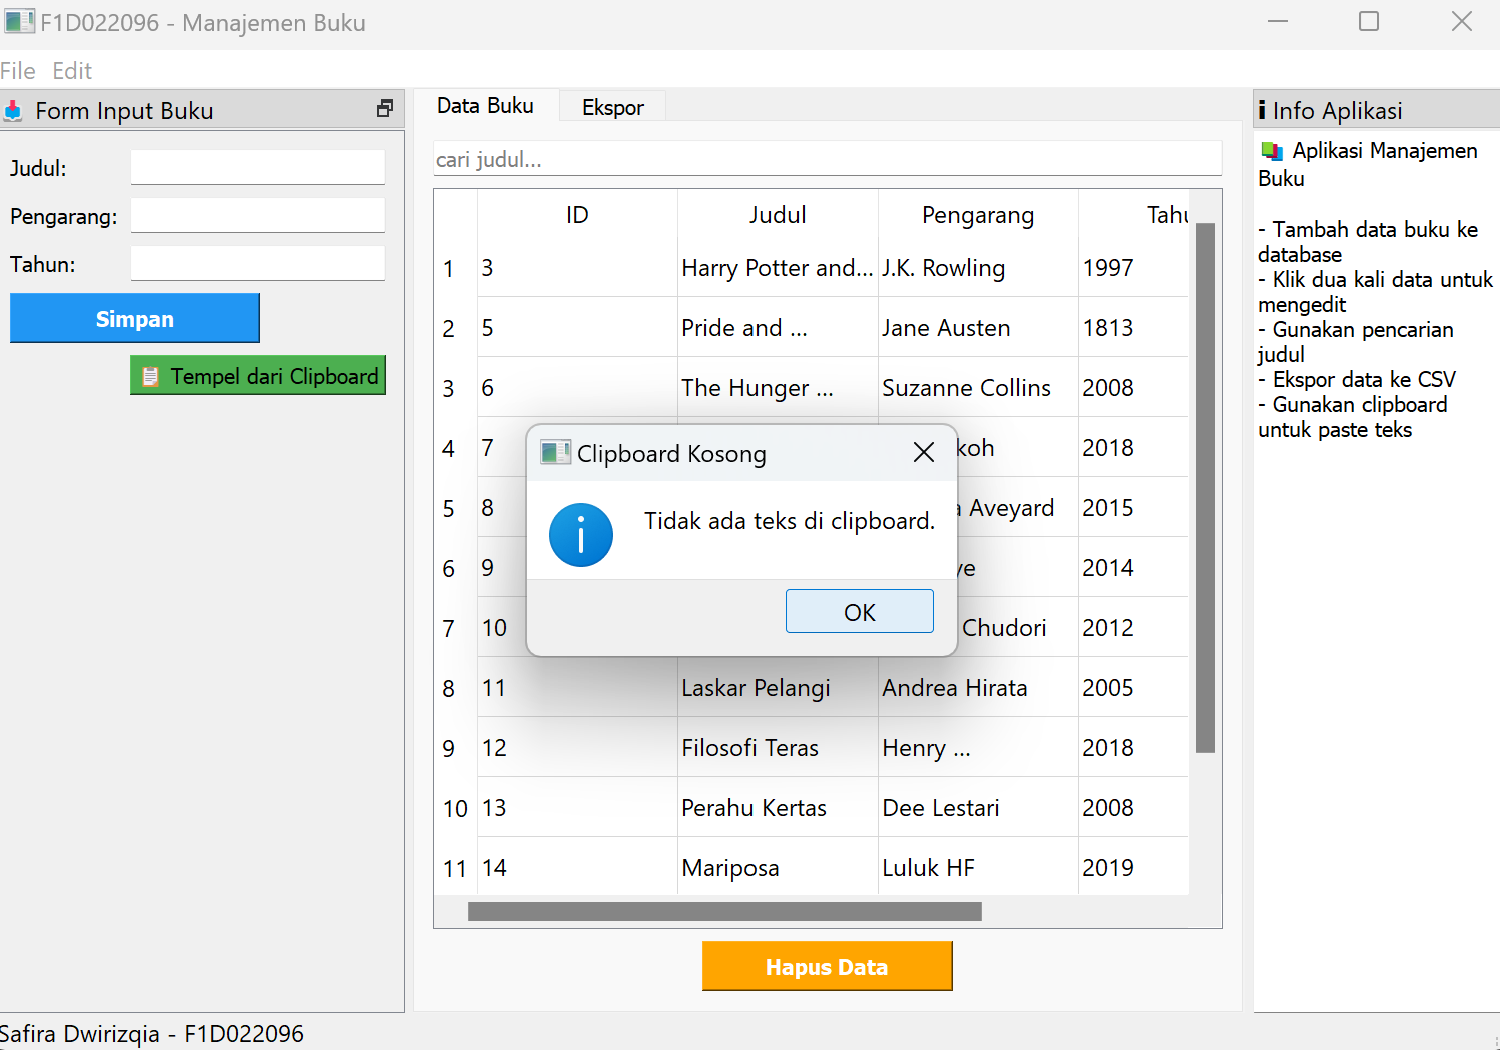 F1D022096 - Manajemen Buku
File Edit
Form Input Buku
Judul:
Pengarang:
Tahun:
Simpan
Tempel dari Clipboard
Data Buku Ekspor
cari judul...
ID Judul Pengarang
1 3 Harry Potter and... J.K. Rowling 1997
2 5 Pride and ... Jane Austen 1813
3 6 The Hunger ... Suzanne Collins 2008
4 7 2018
5 8 Aveyard 2015
6 9 2014
7 10 Chudori 2012
8 11 Laskar Pelangi Andrea Hirata 2005
9 12 Filosofi Teras Henry ... 2018
10 13 Perahu Kertas Dee Lestari 2008
11 14 Mariposa Luluk HF 2019
Clipboard Kosong
Tidak ada teks di clipboard.
OK
Hapus Data
Info Aplikasi
Aplikasi Manajemen
Buku
- Tambah data buku ke
database
- Klik dua kali data untuk
mengedit
- Gunakan pencarian
judul
- Ekspor data ke CSV
- Gunakan clipboard
untuk paste teks
Safira Dwirizqia - F1D022096